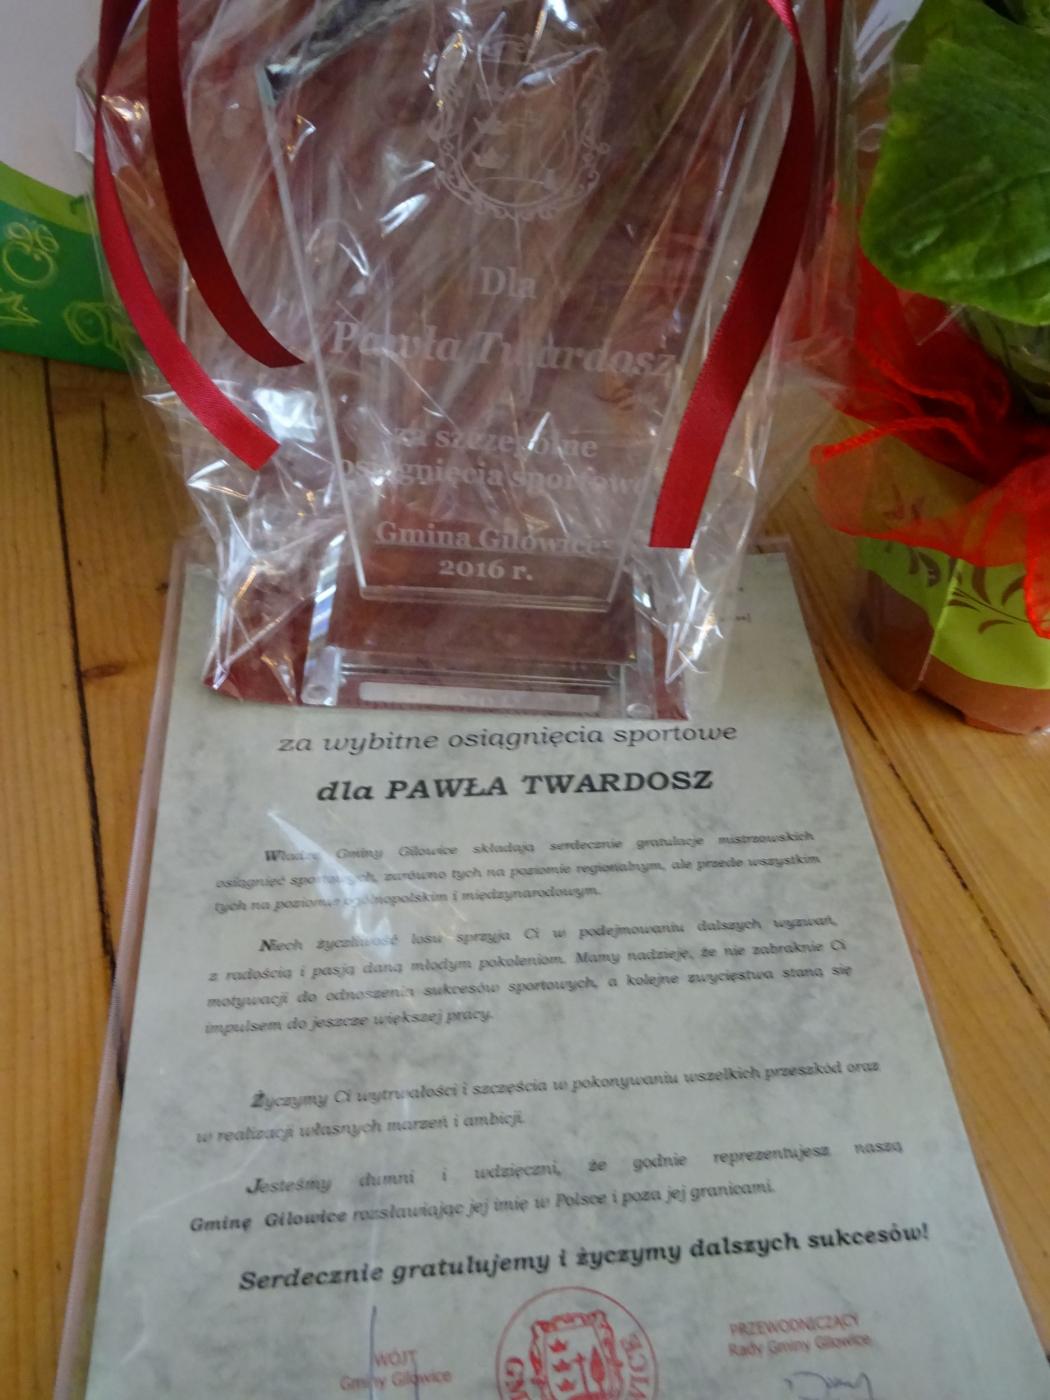 Dla
Pawła Twardosz
za szczególne
osiągnięcia sportowe
Gmina Gilowice
2016 r.
za wybitne osiągnięcia sportowe
dla PAWŁA TWARDOSZ
Władze Gminy Gilowice składają serdecznie gratulacje mistrzowskich
osiągnięć sportowych, zarówno tych na poziomie regionalnym, ale przede wszystkim
tych na poziomie ogólnopolskim i międzynarodowym.
Niech życzliwość losu sprzyja Ci w podejmowaniu dalszych wyzwań,
z radością i pasją daną młodym pokoleniom. Mamy nadzieję, że nie zabraknie Ci
motywacji do odnoszenia sukcesów sportowych, a kolejne zwycięstwa staną się
impulsem do jeszcze większej pracy.
Życzymy Ci wytrwałości i szczęścia w pokonywaniu wszelkich przeszkód oraz
w realizacji własnych marzeń i ambicji.
Jesteśmy dumni i wdzięczni, że godnie reprezentujesz naszą
Gminę Gilowice rozsławiając jej imię w Polsce i poza jej granicami.
Serdecznie gratulujemy i życzymy dalszych sukcesów!
WÓJT
Gminy Gilowice
PRZEWODNICZĄCY
Rady Gminy Gilowice